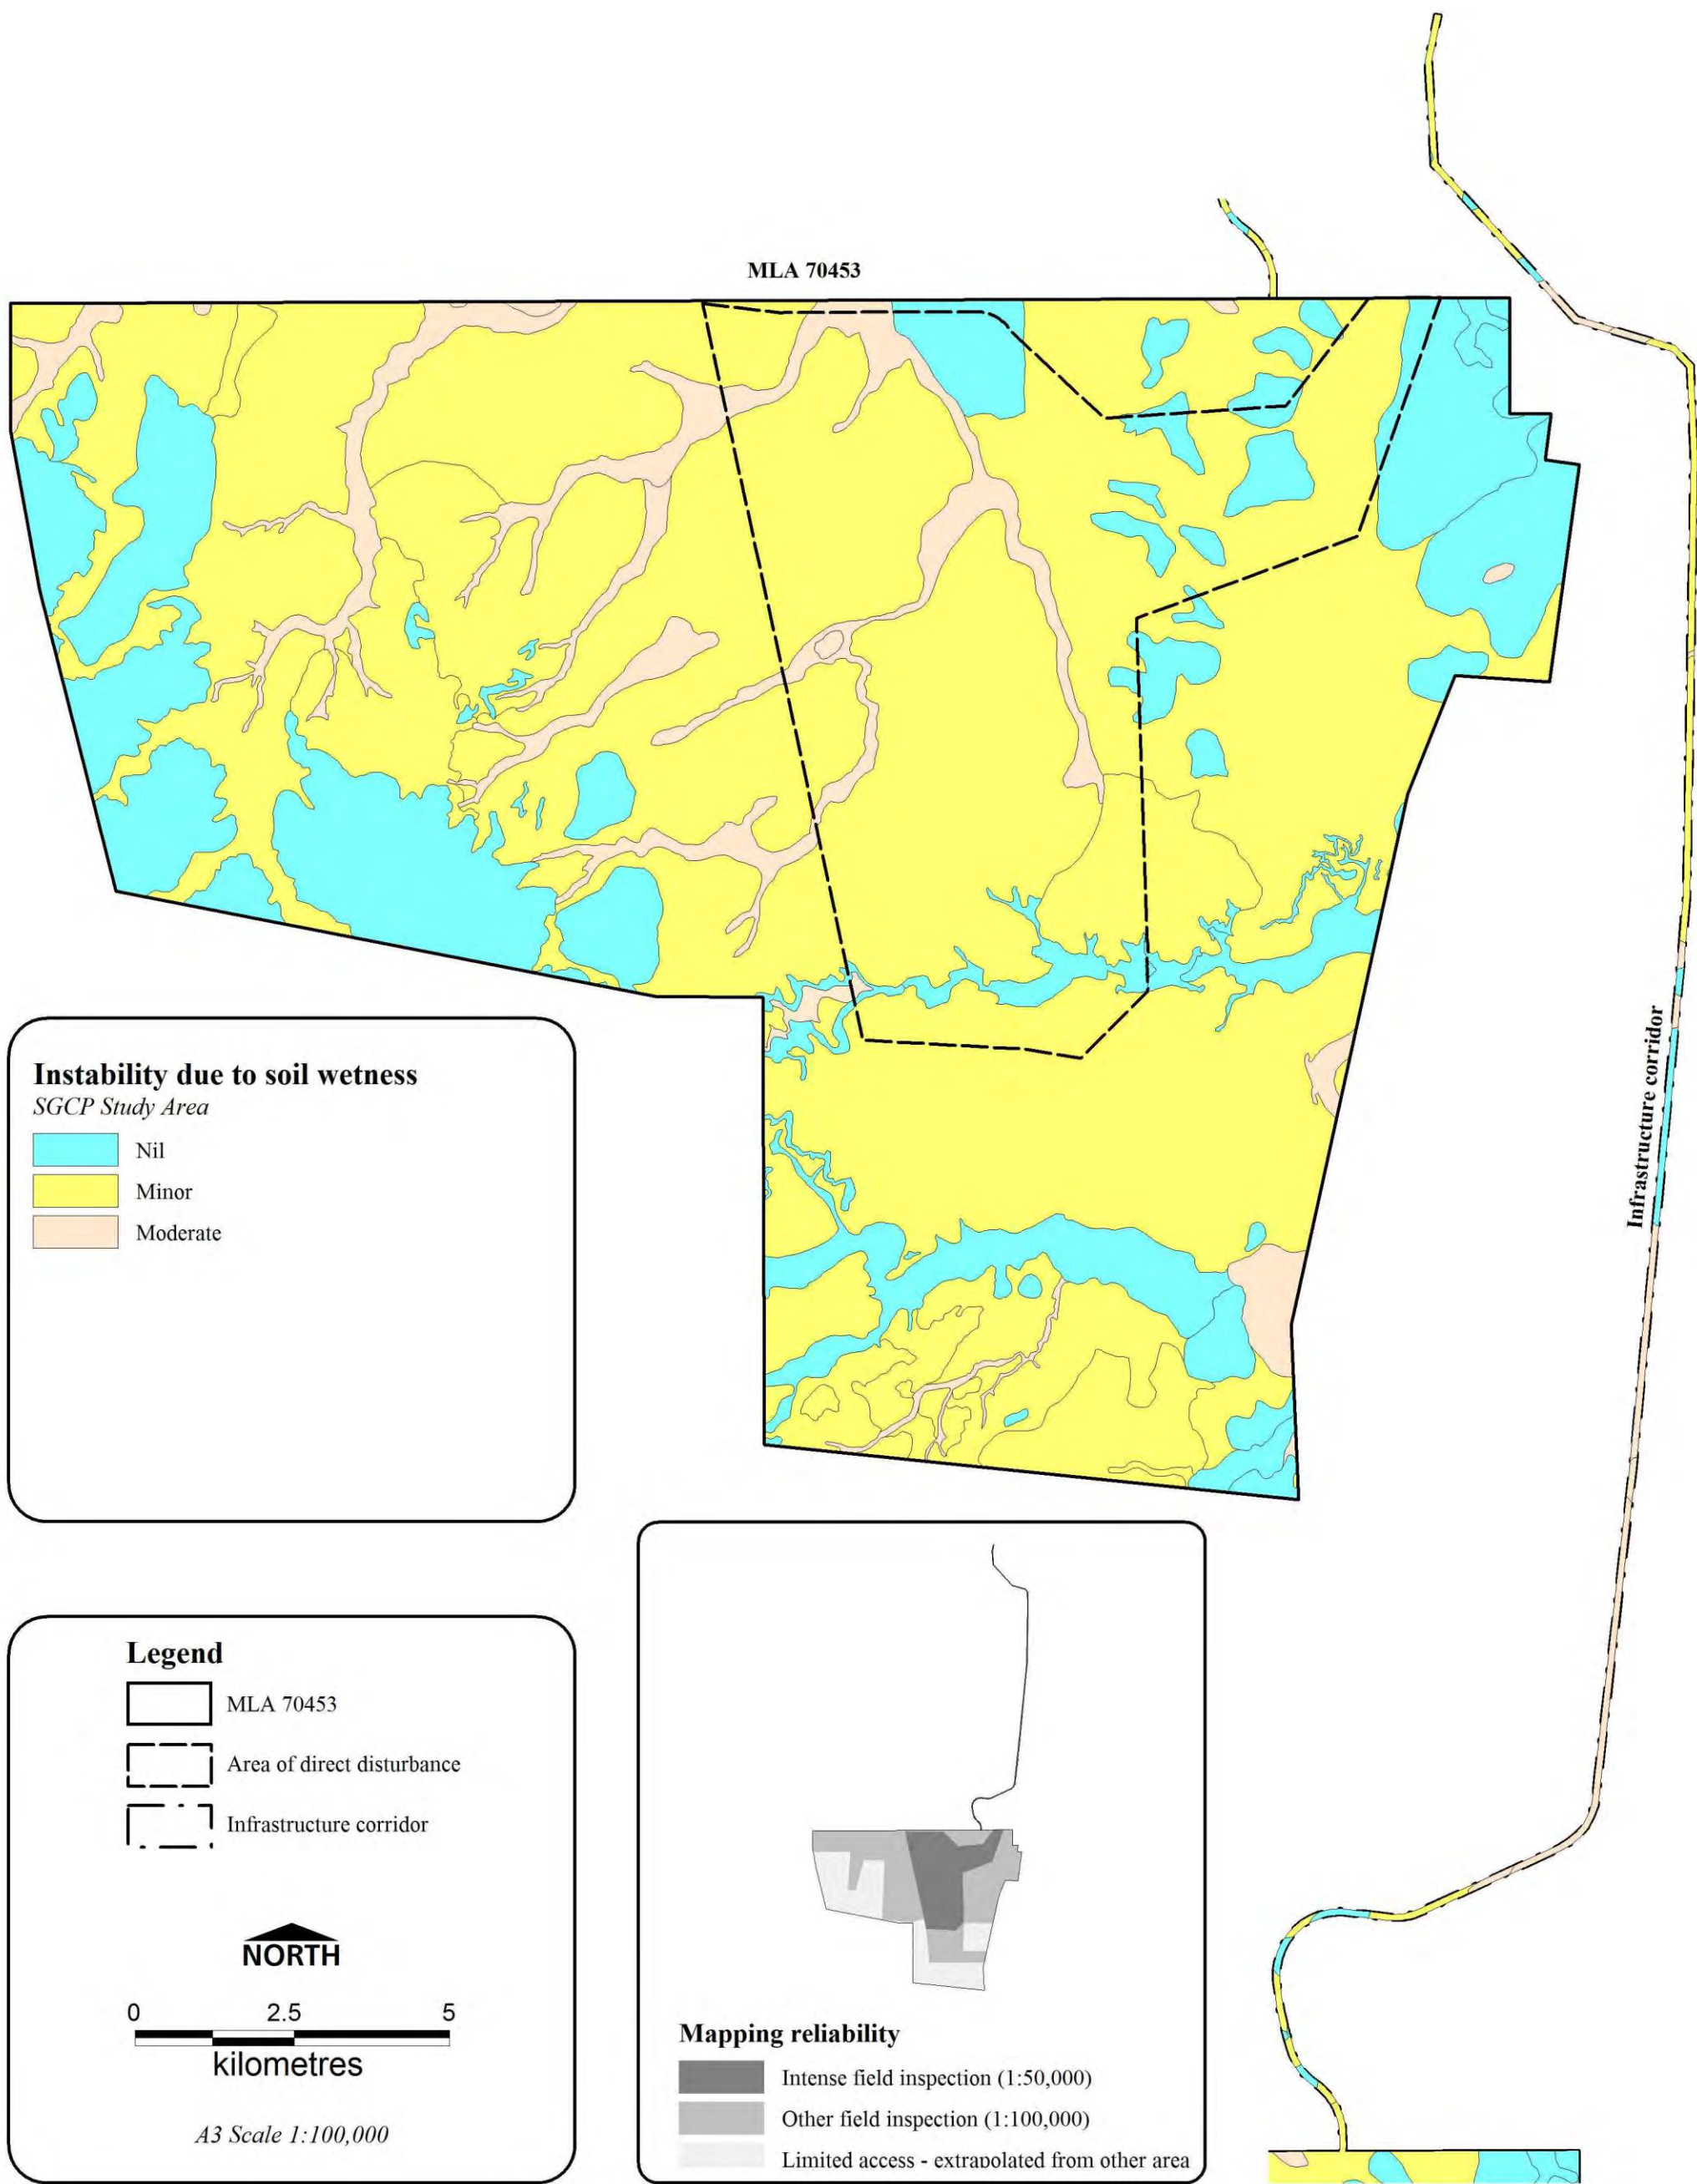 MLA 70453
Infrastructure corridor
Instability due to soil wetness
SGCP Study Area
Nil
Minor
Moderate
Legend
MLA 70453
Area of direct disturbance
Infrastructure corridor
NORTH
0 2.5 5
kilometres
A3 Scale 1:100,000
Mapping reliability
Intense field inspection (1:50,000)
Other field inspection (1:100,000)
Limited access - extrapolated from other area